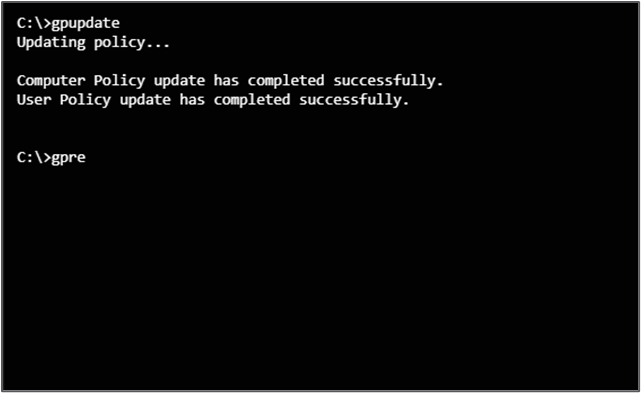 C:\>gpupdate
Updating policy...
Computer Policy update has completed successfully.
User Policy update has completed successfully.
C:\>gpre